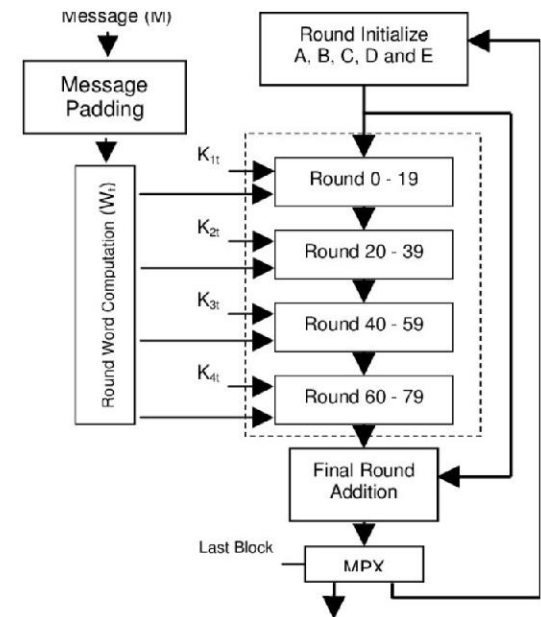 Message (M)
Message
Padding
Round Word Computation (Wt)
Round Initialize
A, B, C, D and E
K1t
Round 0 - 19
K2t
Round 20 - 39
K3t
Round 40 - 59
K4t
Round 60 - 79
Final Round
Addition
Last Block
MPX